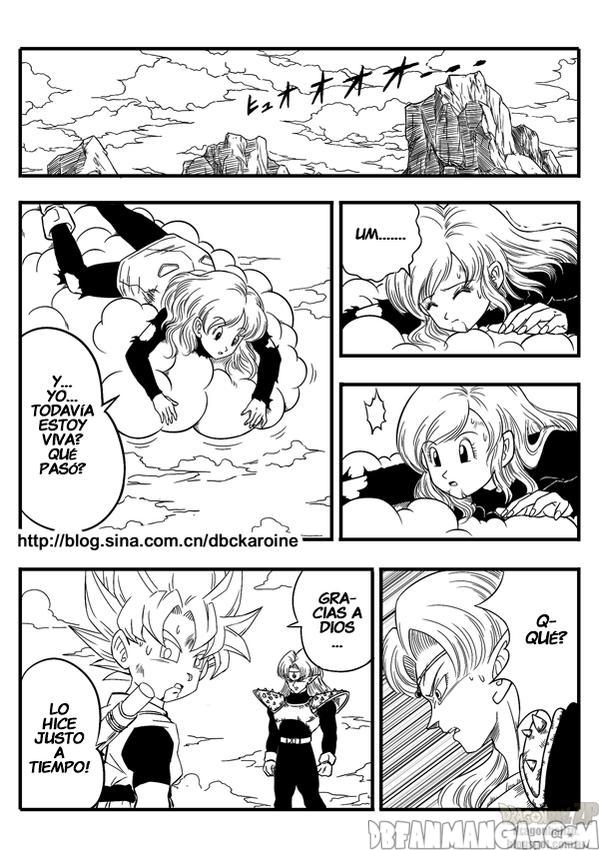 ヒュオオオオ
UM.......
Y...
YO...
TODAVÍA
ESTOY
VIVA?
QUÉ
PASÓ?
http://blog.sina.com.cn/dbckaroine
GRA-
CIAS A
DIOS
...
LO
HICE
JUSTO
A
TIEMPO!
Q-
QUÉ?
DBFANMANGA.COM